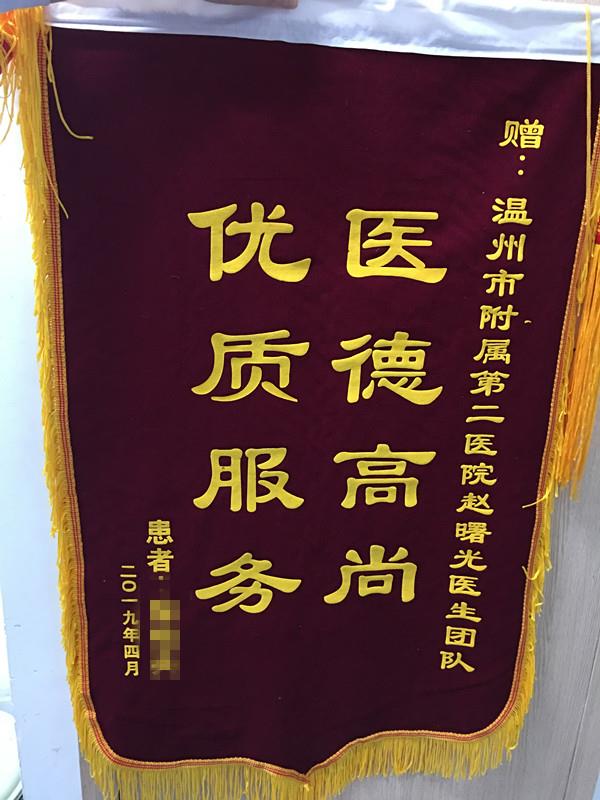 赠：温州市附属第二医院赵曙光医生团队
医德高尚
优质服务
患者：
二〇一九年四月